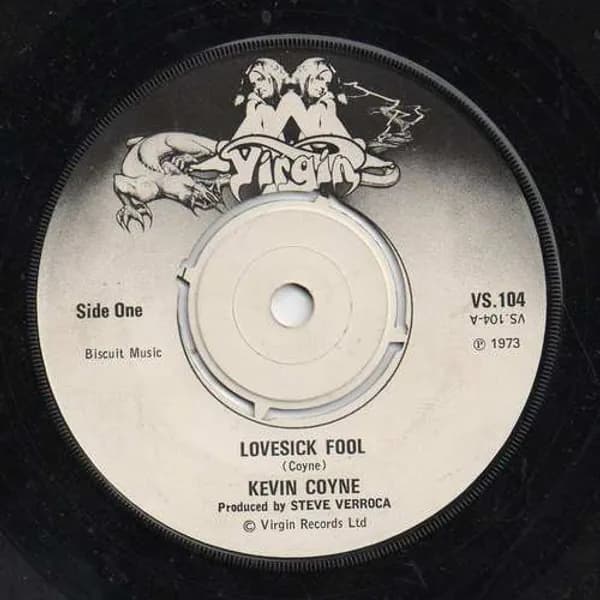 Virgin
Side One
VS.104
VS.104-A
Biscuit Music
℗ 1973
LOVESICK FOOL
(Coyne)
KEVIN COYNE
Produced by STEVE VERROCA
© Virgin Records Ltd